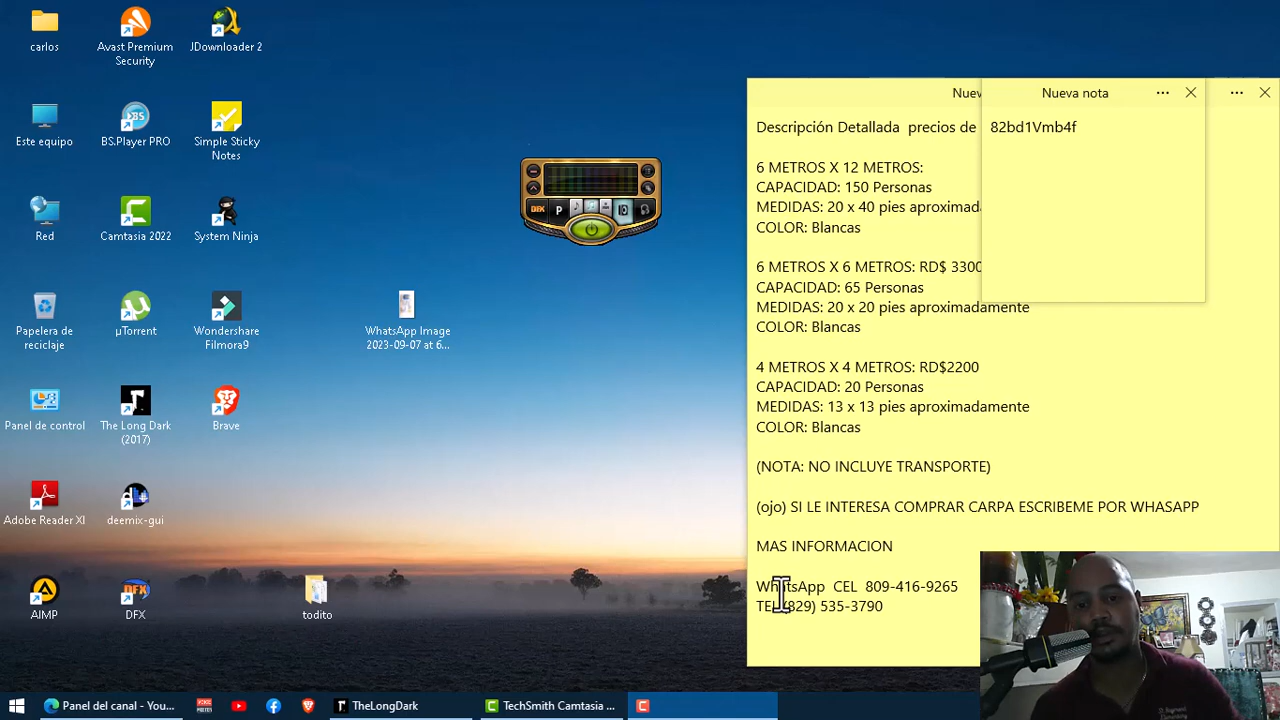 carlos
Avast Premium
Security
JDownloader 2
Este equipo
BS.Player PRO
Simple Sticky
Notes
Red
Camtasia 2022
System Ninja
Papelera de
reciclaje
µTorrent
Wondershare
Filmora9
WhatsApp Image
2023-09-07 at 6...
Panel de control
The Long Dark
(2017)
Brave
Adobe Reader XI
deemix-gui
AIMP
DFX
todito
DFX
P
Nuev
Nueva nota
82bd1Vmb4f
Descripción Detallada precios de
6 METROS X 12 METROS:
CAPACIDAD: 150 Personas
MEDIDAS: 20 x 40 pies aproximad
COLOR: Blancas
6 METROS X 6 METROS: RD$ 3300
CAPACIDAD: 65 Personas
MEDIDAS: 20 x 20 pies aproximadamente
COLOR: Blancas
4 METROS X 4 METROS: RD$2200
CAPACIDAD: 20 Personas
MEDIDAS: 13 x 13 pies aproximadamente
COLOR: Blancas
(NOTA: NO INCLUYE TRANSPORTE)
(ojo) SI LE INTERESA COMPRAR CARPA ESCRIBEME POR WHASAPP
MAS INFORMACION
WhatsApp CEL 809-416-9265
TEL (829) 535-3790
Panel del canal - You...
TheLongDark
TechSmith Camtasia ...